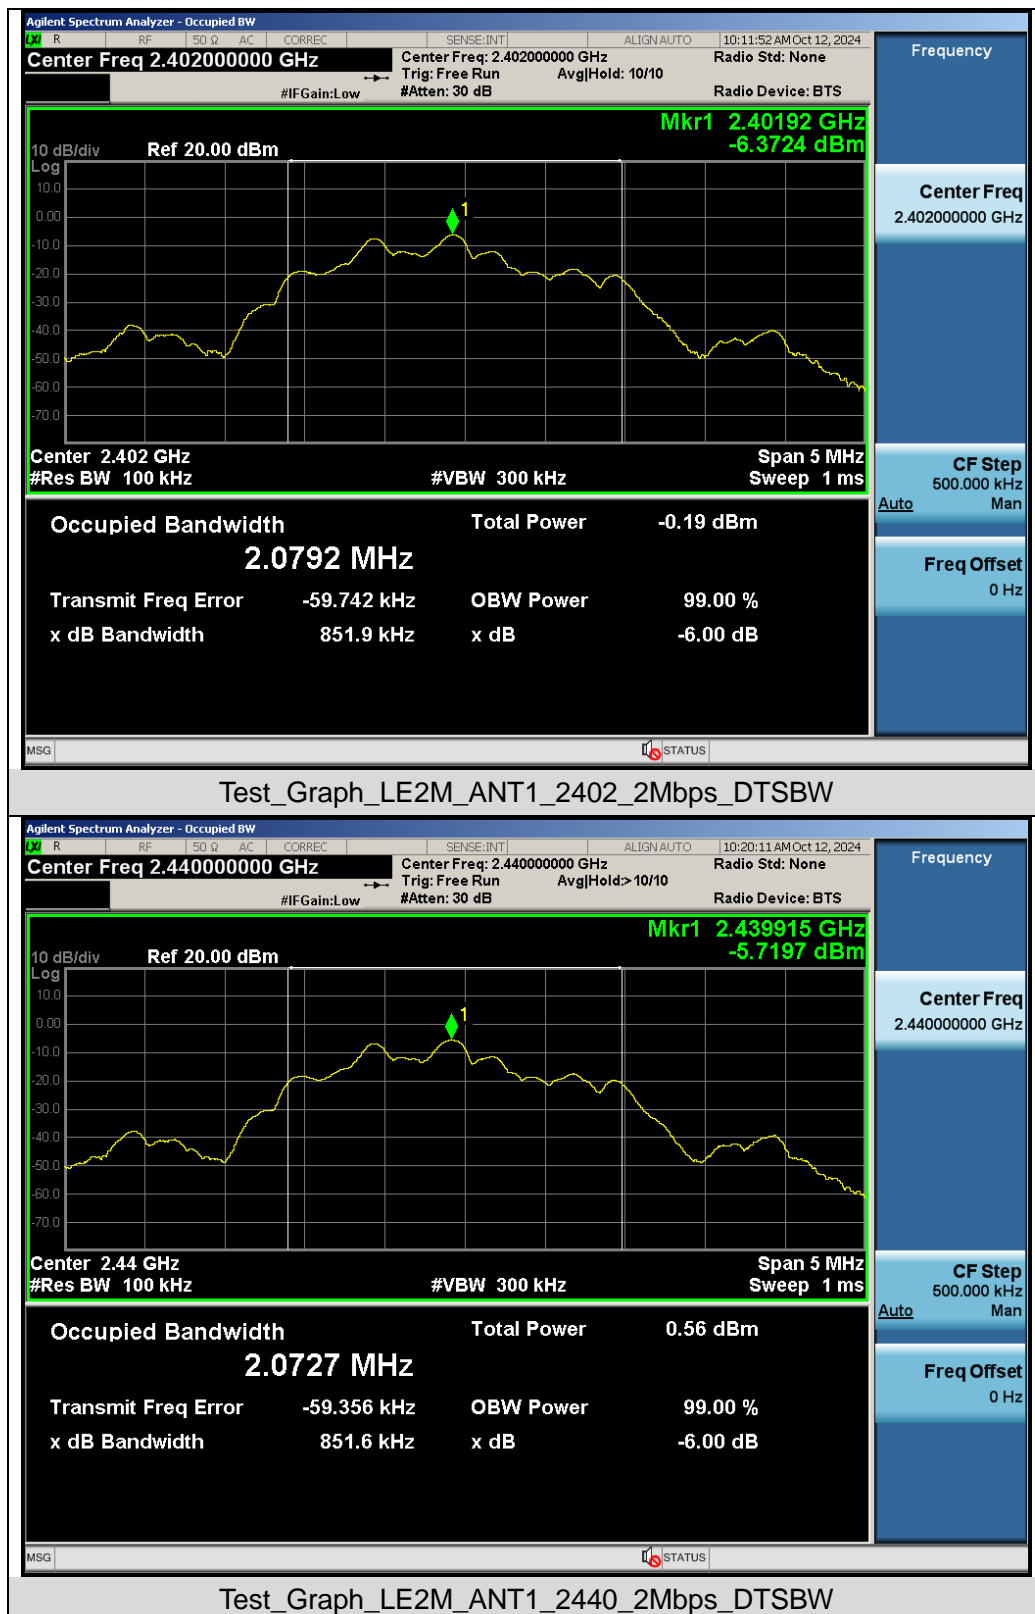 Agilent Spectrum Analyzer - Occupied BW
LXI R RF 50 Ω AC CORREC SENSE:INT ALIGN AUTO 10:11:52 AM Oct 12, 2024
Center Freq 2.402000000 GHz Center Freq: 2.402000000 GHz Radio Std: None
Trig: Free Run Avg|Hold: 10/10
#IFGain:Low #Atten: 30 dB Radio Device: BTS
Mkr1 2.40192 GHz
-6.3724 dBm
10 dB/div Ref 20.00 dBm
Log
10.0
0.00
-10.0
-20.0
-30.0
-40.0
-50.0
-60.0
-70.0
1
Center 2.402 GHz Span 5 MHz
#Res BW 100 kHz #VBW 300 kHz Sweep 1 ms
Occupied Bandwidth Total Power -0.19 dBm
2.0792 MHz
Transmit Freq Error -59.742 kHz OBW Power 99.00 %
x dB Bandwidth 851.9 kHz x dB -6.00 dB
MSG STATUS
Frequency
Center Freq
2.402000000 GHz
CF Step
500.000 kHz
Auto Man
Freq Offset
0 Hz
Test_Graph_LE2M_ANT1_2402_2Mbps_DTSBW
Agilent Spectrum Analyzer - Occupied BW
LXI R RF 50 Ω AC CORREC SENSE:INT ALIGN AUTO 10:20:11 AM Oct 12, 2024
Center Freq 2.440000000 GHz Center Freq: 2.440000000 GHz Radio Std: None
Trig: Free Run Avg|Hold:>10/10
#IFGain:Low #Atten: 30 dB Radio Device: BTS
Mkr1 2.439915 GHz
-5.7197 dBm
10 dB/div Ref 20.00 dBm
Log
10.0
0.00
-10.0
-20.0
-30.0
-40.0
-50.0
-60.0
-70.0
1
Center 2.44 GHz Span 5 MHz
#Res BW 100 kHz #VBW 300 kHz Sweep 1 ms
Occupied Bandwidth Total Power 0.56 dBm
2.0727 MHz
Transmit Freq Error -59.356 kHz OBW Power 99.00 %
x dB Bandwidth 851.6 kHz x dB -6.00 dB
MSG STATUS
Frequency
Center Freq
2.440000000 GHz
CF Step
500.000 kHz
Auto Man
Freq Offset
0 Hz
Test_Graph_LE2M_ANT1_2440_2Mbps_DTSBW